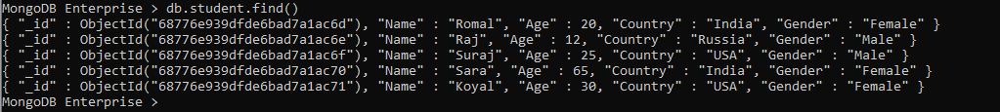 MongoDB Enterprise > db.student.find()
{ "_id" : ObjectId("68776e939dfde6bad7a1ac6d"), "Name" : "Romal", "Age" : 20, "Country" : "India", "Gender" : "Female" }
{ "_id" : ObjectId("68776e939dfde6bad7a1ac6e"), "Name" : "Raj", "Age" : 12, "Country" : "Russia", "Gender" : "Male" }
{ "_id" : ObjectId("68776e939dfde6bad7a1ac6f"), "Name" : "Suraj", "Age" : 25, "Country" : "USA", "Gender" : "Male" }
{ "_id" : ObjectId("68776e939dfde6bad7a1ac70"), "Name" : "Sara", "Age" : 65, "Country" : "India", "Gender" : "Female" }
{ "_id" : ObjectId("68776e939dfde6bad7a1ac71"), "Name" : "Koyal", "Age" : 30, "Country" : "USA", "Gender" : "Female" }
MongoDB Enterprise >